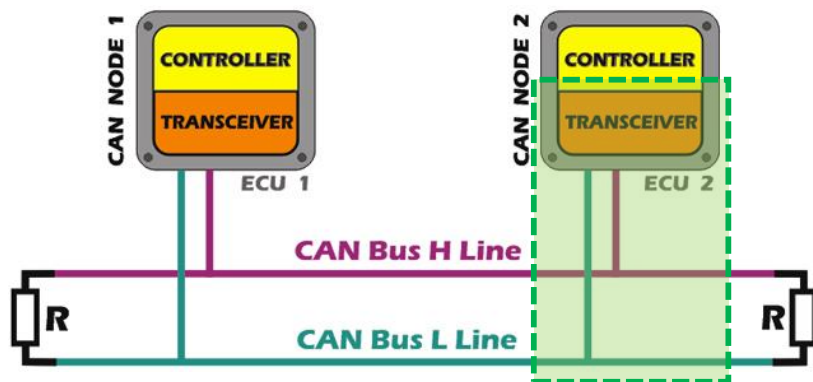 CAN NODE 1
CONTROLLER
TRANSCEIVER
ECU 1
CAN NODE 2
CONTROLLER
TRANSCEIVER
ECU 2
CAN Bus H Line
R
R
CAN Bus L Line